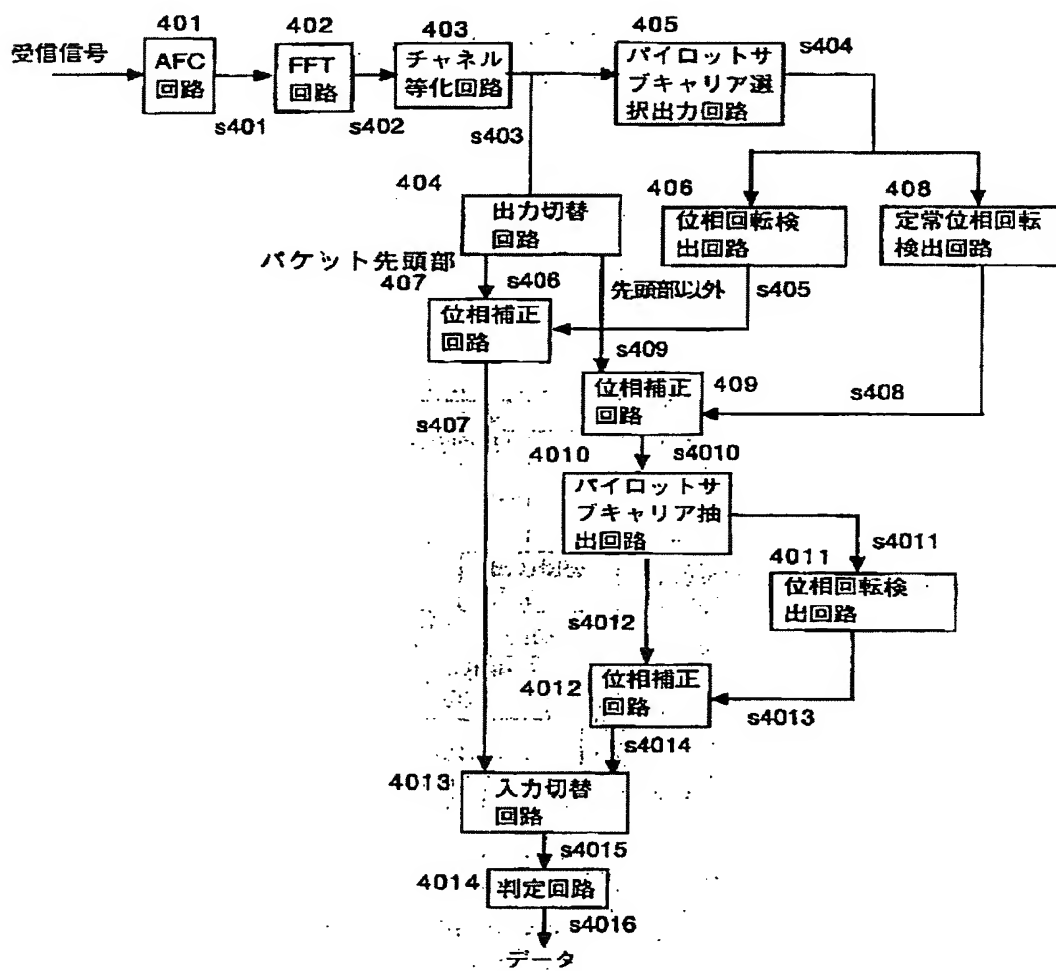 受信信号
401
AFC
回路
s401
402
FFT
回路
s402
403
チャネル
等化回路
s403
405
パイロットサ
ブキャリア選
択出力回路
s404
404
出力切替
回路
406
位相回転検
出回路
408
定常位相回転
検出回路
パケット先頭部
s406
先頭部以外
s405
407
位相補正
回路
s409
s407
位相補正
回路
409
s408
4010
s4010
パイロットサ
ブキャリア抽
出回路
s4011
4011
位相回転検
出回路
s4012
4012
位相補正
回路
s4013
s4014
4013
入力切替
回路
s4015
4014
判定回路
s4016
データ